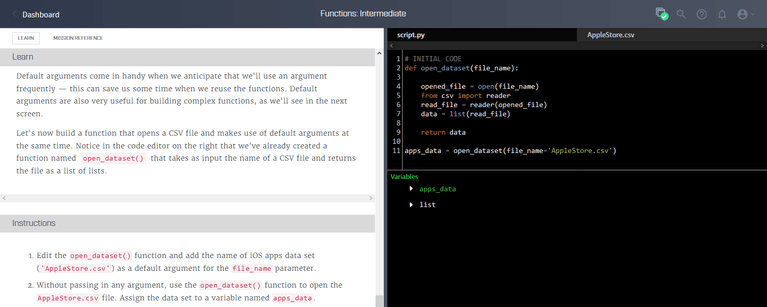 Dashboard
Functions: Intermediate
LEARN MISSION REFERENCE
Learn
Default arguments come in handy when we anticipate that we'll use an argument
frequently — this can save us some time when we reuse the functions. Default
arguments are also very useful for building complex functions, as we'll see in the next
screen.
Let's now build a function that opens a CSV file and makes use of default arguments at
the same time. Notice in the code editor on the right that we've already created a
function named open_dataset() that takes as input the name of a CSV file and returns
the file as a list of lists.
Instructions
1. Edit the open_dataset() function and add the name of iOS apps data set
('AppleStore.csv') as a default argument for the file_name parameter.
2. Without passing in any argument, use the open_dataset() function to open the
AppleStore.csv file. Assign the data set to a variable named apps_data.
script.py AppleStore.csv
1 # INITIAL CODE
2 def open_dataset(file_name):
3
4 opened_file = open(file_name)
5 from csv import reader
6 read_file = reader(opened_file)
7 data = list(read_file)
8
9 return data
10
11 apps_data = open_dataset(file_name='AppleStore.csv')
Variables
apps_data
list